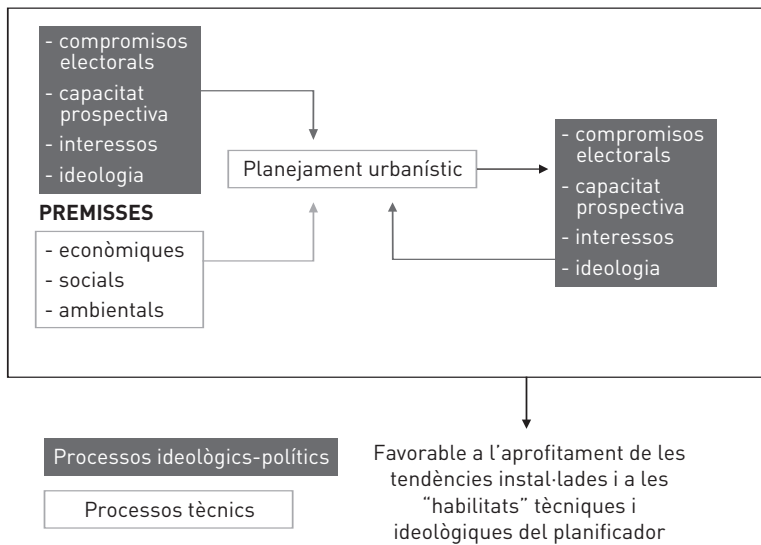 - compromisos
electorals
- capacitat
prospectiva
- interessos
- ideologia
PREMISSES
- econòmiques
- socials
- ambientals
Planejament urbanístic
- compromisos
electorals
- capacitat
prospectiva
- interessos
- ideologia
Processos ideològics-polítics
Processos tècnics
Favorable a l’aprofitament de les
tendències instal·lades i a les
“habilitats” tècniques i
ideològiques del planificador